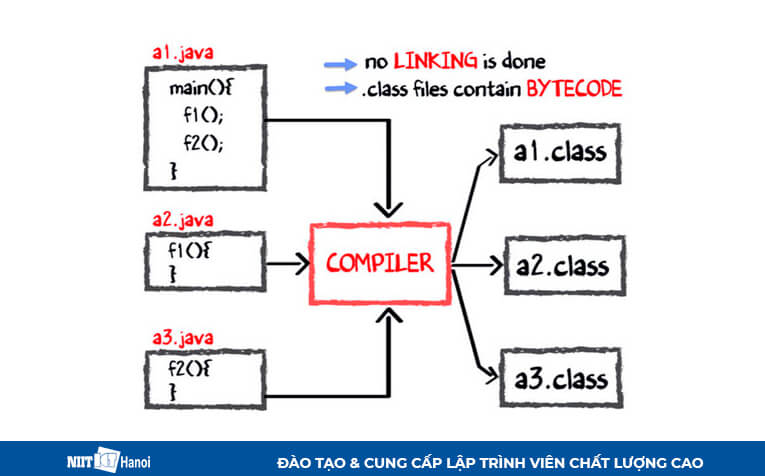 a1.java
main(){
f1();
f2();
}
no LINKING is done
.class files contain BYTECODE
a2.java
f1(){
}
a3.java
f2(){
}
COMPILER
a1.class
a2.class
a3.class
NIIT ICT Hanoi
ĐÀO TẠO & CUNG CẤP LẬP TRÌNH VIÊN CHẤT LƯỢNG CAO